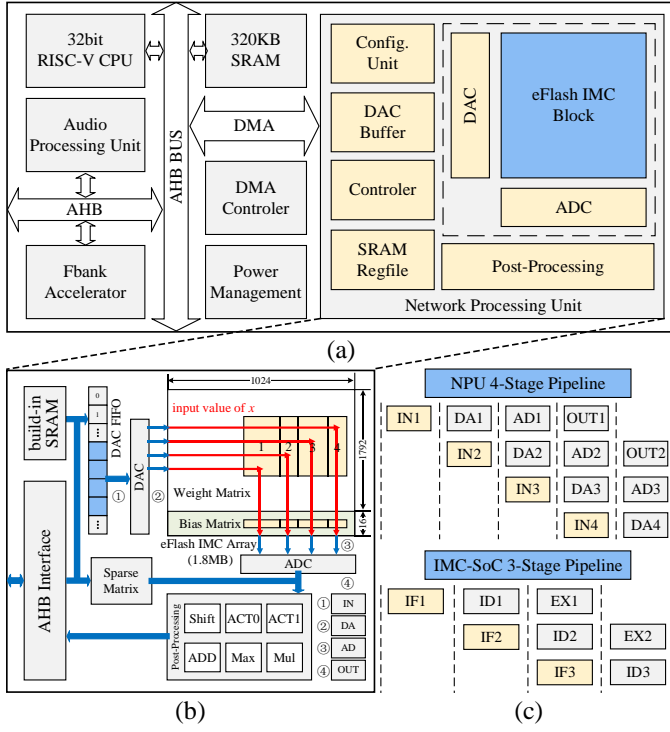 32bit
RISC-V CPU
320KB
SRAM
Audio
Processing Unit
AHB BUS
DMA
AHB
DMA
Controler
Fbank
Accelerator
Power
Management
Config.
Unit
DAC
Buffer
Controler
SRAM
Regfile
DAC
eFlash IMC
Block
ADC
Post-Processing
Network Processing Unit
(a)
build-in
SRAM
0
1
...
...
DAC FIFO
①
DAC
②
1024
input value of x
1
2
3
4
1792
Weight Matrix
Bias Matrix
16
eFlash IMC Array
(1.8MB)
③
ADC
④
AHB Interface
Sparse
Matrix
Post-Processing
Shift
ACT0
ACT1
ADD
Max
Mul
① IN
② DA
③ AD
④ OUT
(b)
NPU 4-Stage Pipeline
IN1 DA1 AD1 OUT1
IN2 DA2 AD2 OUT2
IN3 DA3 AD3
IN4 DA4
IMC-SoC 3-Stage Pipeline
IF1 ID1 EX1
IF2 ID2 EX2
IF3 ID3
(c)